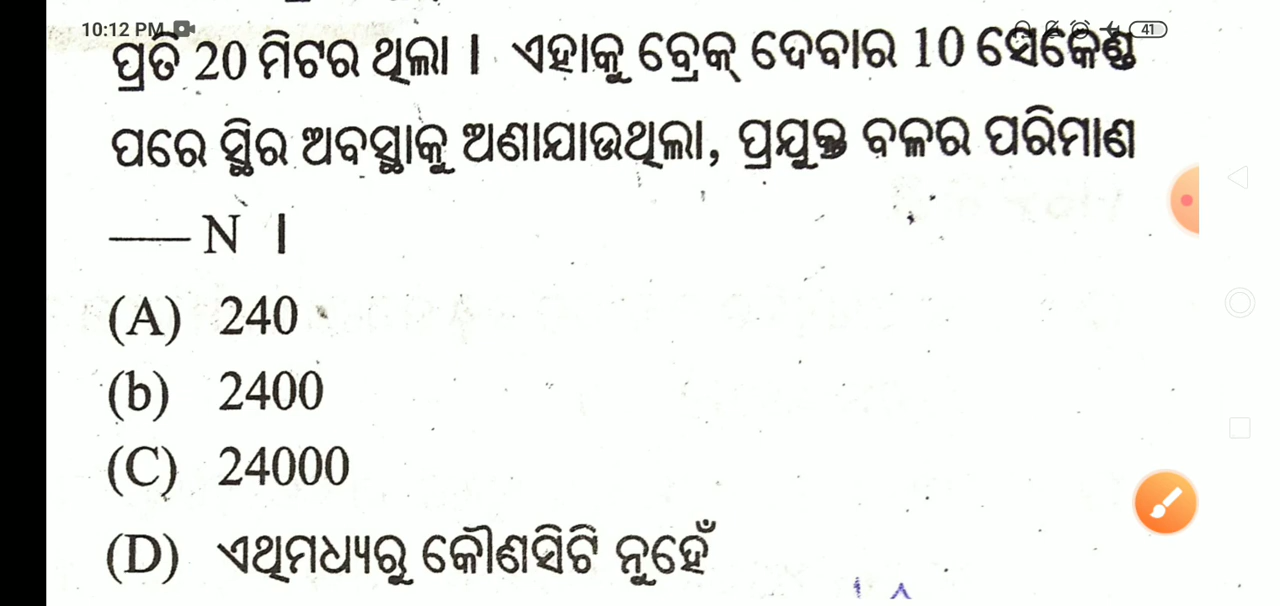 10:12 PM
41
ପ୍ରତି 20 ମିଟର ଥିଲା । ଏହାକୁ ବ୍ରେକ୍ ଦେବାର 10 ସେକେଣ୍ଡ
ପରେ ସ୍ଥିର ଅବସ୍ଥାକୁ ଅଣାଯାଉଥିଲା, ପ୍ରଯୁକ୍ତ ବଳର ପରିମାଣ
— N ।
(A) 240
(b) 2400
(C) 24000
(D) ଏଥିମଧ୍ୟରୁ କୌଣସିଟି ନୁହେଁ